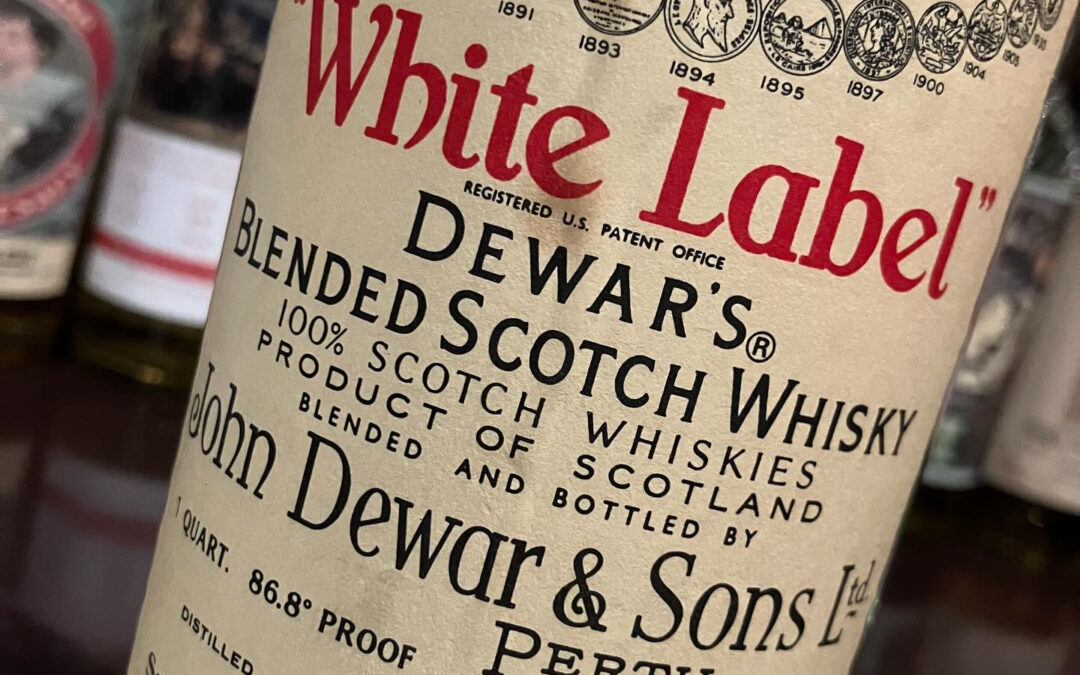 1891
1893
1894
1895
1897
1900
1904
1905
"White Label"
REGISTERED U.S. PATENT OFFICE
DEWAR'S®
BLENDED SCOTCH WHISKY
100% SCOTCH WHISKIES
PRODUCT OF SCOTLAND
BLENDED AND BOTTLED BY
John Dewar & Sons Ltd.
1 QUART. 86.8° PROOF
DISTILLED